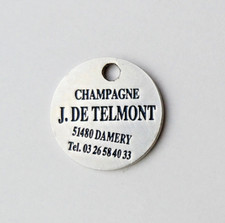 CHAMPAGNE
J. DE TELMONT
51480 DAMERY
Tel. 03 26 58 40 33